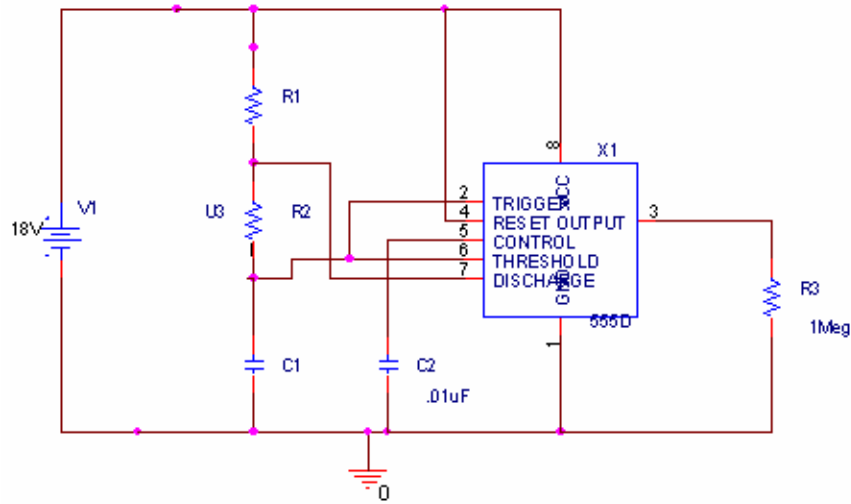 R1
8
X1
VCC
2
TRIGGER
V1
U3
R2
4
RESET OUTPUT
3
18V
5
CONTROL
6
THRESHOLD
7
DISCHARGE
GND
R3
1
555D
1Meg
C1
C2
.01uF
0